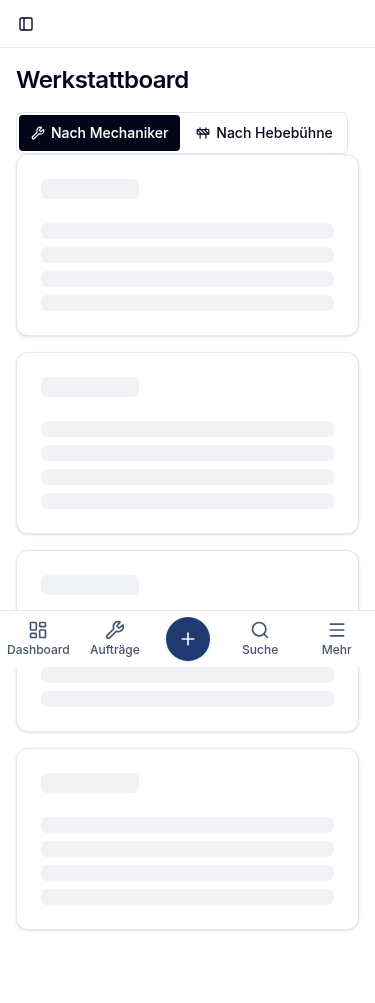 Werkstattboard
Nach Mechaniker
Nach Hebebühne
Dashboard
Aufträge
Suche
Mehr